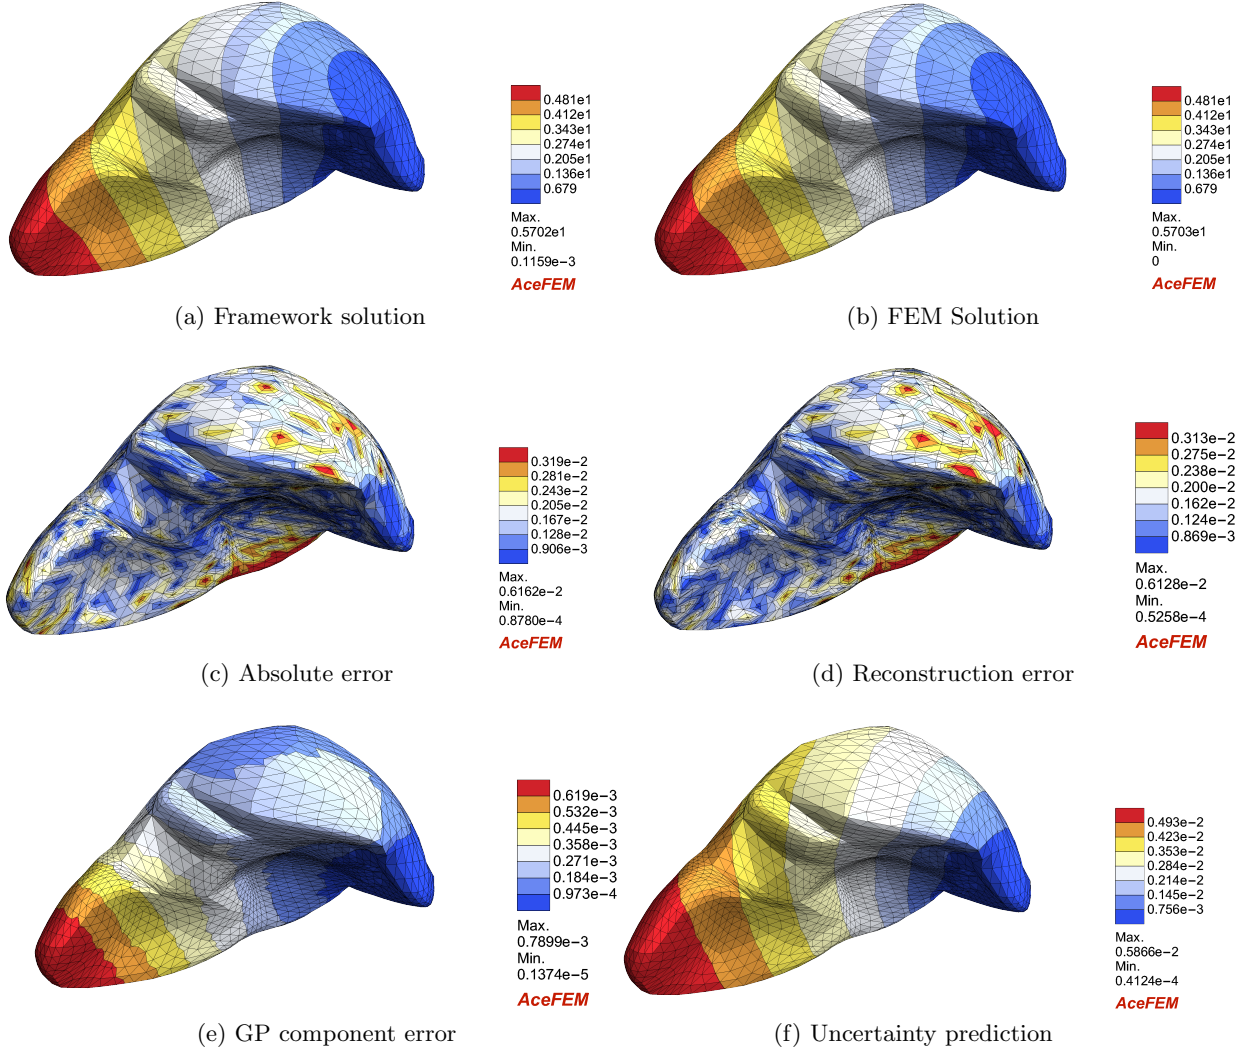 0.481e1
0.412e1
0.343e1
0.274e1
0.205e1
0.136e1
0.679
Max.
0.5702e1
Min.
0.1159e−3
AceFEM
(a) Framework solution
0.481e1
0.412e1
0.343e1
0.274e1
0.205e1
0.136e1
0.679
Max.
0.5703e1
Min.
0
AceFEM
(b) FEM Solution
0.319e−2
0.281e−2
0.243e−2
0.205e−2
0.167e−2
0.128e−2
0.906e−3
Max.
0.6162e−2
Min.
0.8780e−4
AceFEM
(c) Absolute error
0.313e−2
0.275e−2
0.238e−2
0.200e−2
0.162e−2
0.124e−2
0.869e−3
Max.
0.6128e−2
Min.
0.5258e−4
AceFEM
(d) Reconstruction error
0.619e−3
0.532e−3
0.445e−3
0.358e−3
0.271e−3
0.184e−3
0.973e−4
Max.
0.7899e−3
Min.
0.1374e−5
AceFEM
(e) GP component error
0.493e−2
0.423e−2
0.353e−2
0.284e−2
0.214e−2
0.145e−2
0.756e−3
Max.
0.5866e−2
Min.
0.4124e−4
AceFEM
(f) Uncertainty prediction